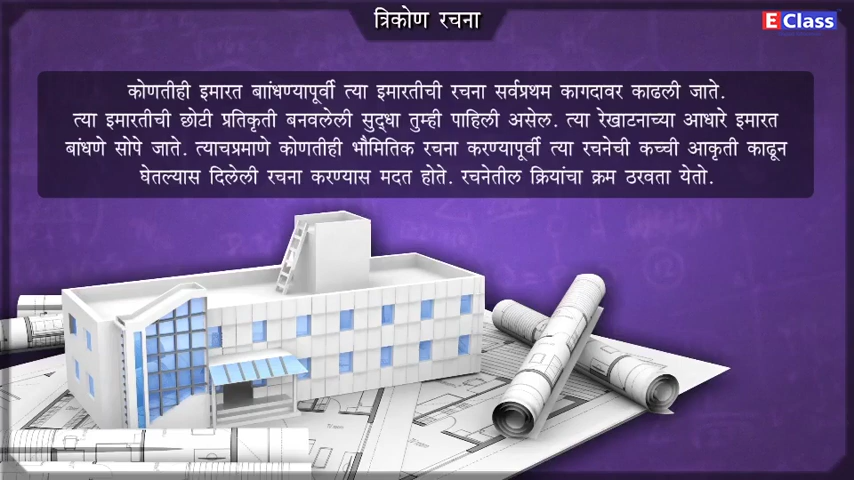 त्रिकोण रचना
E Class
कोणतीही इमारत बाांधण्यापूर्वी त्या इमारतीची रचना सर्वप्रथम कागदावर काढली जाते.
त्या इमारतीची छोटी प्रतिकृती बनवलेली सुद्धा तुम्ही पाहिली असेल. त्या रेखाटनाच्या आधारे इमारत
बांधणे सोपे जाते. त्याचप्रमाणे कोणतीही भौमितिक रचना करण्यापूर्वी त्या रचनेची कच्ची आकृती काढून
घेतल्यास दिलेली रचना करण्यास मदत होते. रचनेतील क्रियांचा क्रम ठरवता येतो.